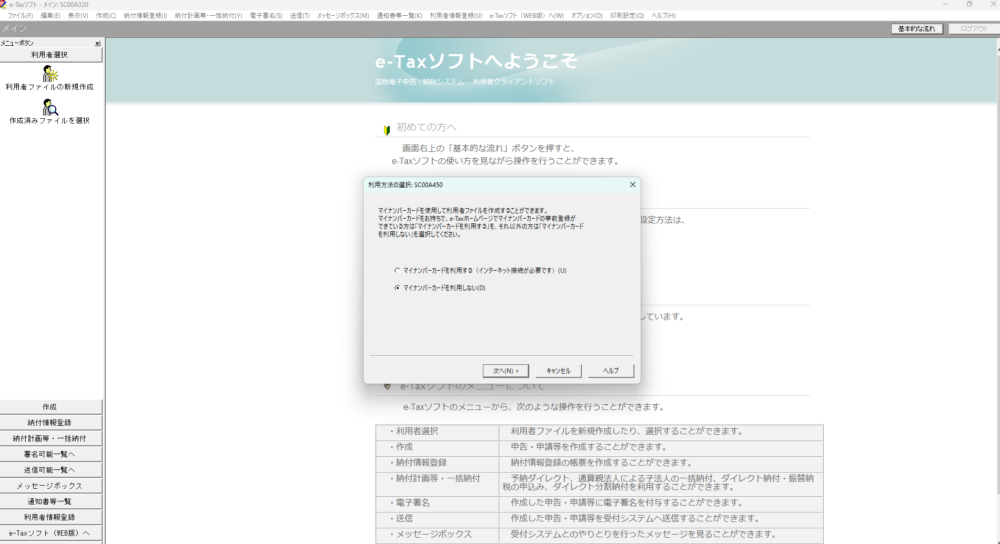 e-Taxソフト - メイン: SC00A320
ファイル(F) 編集(E) 表示(V) 作成(C) 納付情報登録(I) 納付計画等・一括納付(Y) 電子署名(S) 送信(T) メッセージボックス(M) 通知書等一覧(K) 利用者情報登録(U) e-Taxソフト（WEB版）へ(W) オプション(O) 印刷設定(Q) ヘルプ(H)
メイン
基本的な流れ
ログアウト
メニューボタン
利用者選択
利用者ファイルの新規作成
作成済みファイルを選択
作成
納付情報登録
納付計画等・一括納付
署名可能一覧へ
送信可能一覧へ
メッセージボックス
通知書等一覧
利用者情報登録
e-Taxソフト（WEB版）へ
e-Taxソフトへようこそ
国税電子申告・納税システム　利用者クライアントソフト
初めての方へ
画面右上の「基本的な流れ」ボタンを押すと、
e-Taxソフトの使い方を見ながら操作を行うことができます。
設定方法は、
しています。
利用方法の選択: SC00A450
マイナンバーカードを使用して利用者ファイルを作成することができます。
マイナンバーカードをお持ちで、e-Taxホームページでマイナンバーカードの事前登録が
できている方は「マイナンバーカードを利用する」を、それ以外の方は「マイナンバーカード
を利用しない」を選択してください。
マイナンバーカードを利用する（インターネット接続が必要です）(U)
マイナンバーカードを利用しない(D)
次へ(N) >
キャンセル
ヘルプ
e-Taxソフトのメニューについて
e-Taxソフトのメニューから、次のような操作を行うことができます。
・利用者選択　利用者ファイルを新規作成したり、選択することができます。
・作成　申告・申請等を作成することができます。
・納付情報登録　納付情報登録の帳票を作成することができます。
・納付計画等・一括納付　予納ダイレクト、通算親法人による子法人の一括納付、ダイレクト納付・振替納
税の申込み、ダイレクト分割納付を利用することができます。
・電子署名　作成した申告・申請等に電子署名を付与することができます。
・送信　作成した申告・申請等を受付システムへ送信することができます。
・メッセージボックス　受付システムとのやりとりを行ったメッセージを見ることができます。